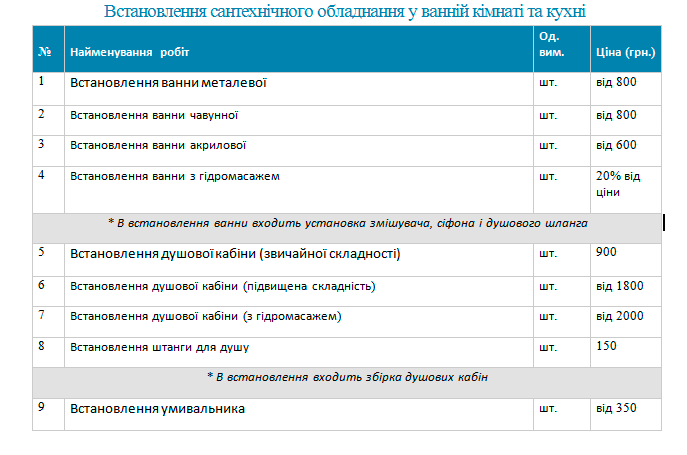 Встановлення сантехнічного обладнання у ванній кімнаті та кухні
№ Найменування робіт Од. вим. Ціна (грн.)
1 Встановлення ванни металевої шт. від 800
2 Встановлення ванни чавунної шт. від 800
3 Встановлення ванни акрилової шт. від 600
4 Встановлення ванни з гідромасажем шт. 20% від ціни
* В встановлення ванни входить установка змішувача, сіфона і душового шланга
5 Встановлення душової кабіни (звичайної складності) шт. 900
6 Встановлення душової кабіни (підвищена складність) шт. від 1800
7 Встановлення душової кабіни (з гідромасажем) шт. від 2000
8 Встановлення штанги для душу шт. 150
* В встановлення входить збірка душових кабін
9 Встановлення умивальника шт. від 350